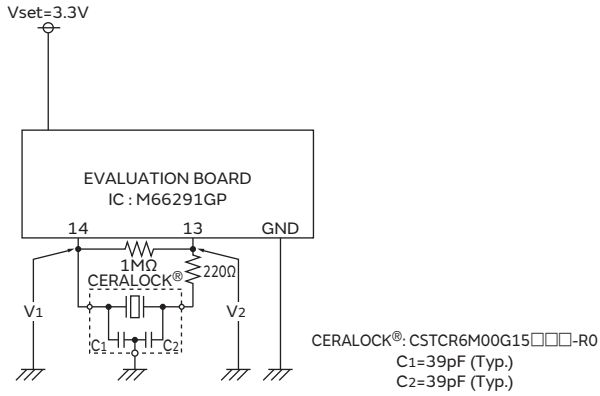 Vset=3.3V
EVALUATION BOARD
IC : M66291GP
14
13
GND
1MΩ
220Ω
CERALOCK®
V1
V2
C1
C2
CERALOCK®: CSTCR6M00G15□□□-R0
C1=39pF (Typ.)
C2=39pF (Typ.)